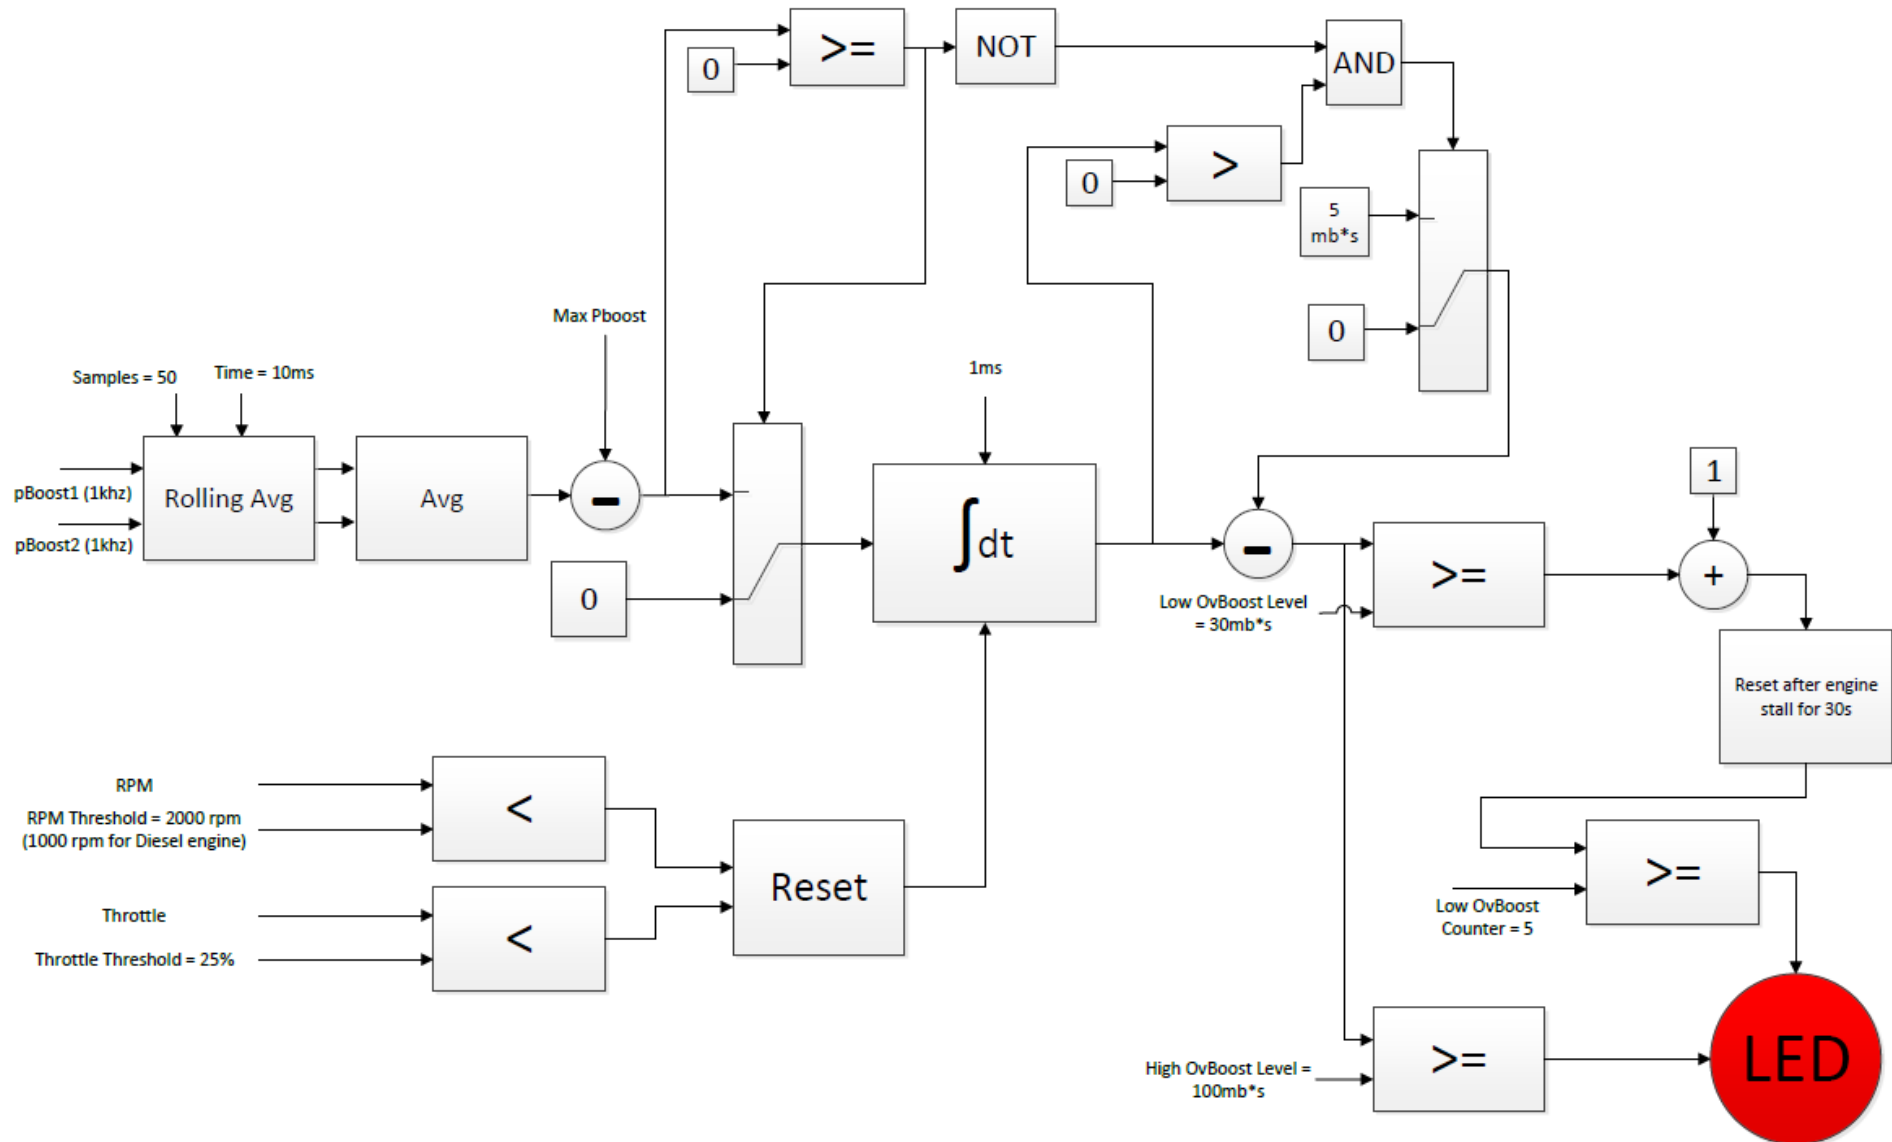 >=
0
NOT
AND
>
0
5
mb*s
0
Max Pboost
Samples = 50
Time = 10ms
1ms
pBoost1 (1khz)
pBoost2 (1khz)
Rolling Avg
Avg
-
0
∫dt
-
Low OvBoost Level
= 30mb*s
>=
1
+
Reset after engine
stall for 30s
RPM
RPM Threshold = 2000 rpm
(1000 rpm for Diesel engine)
<
Throttle
Throttle Threshold = 25%
<
Reset
>=
Low OvBoost
Counter = 5
High OvBoost Level =
100mb*s
>=
LED